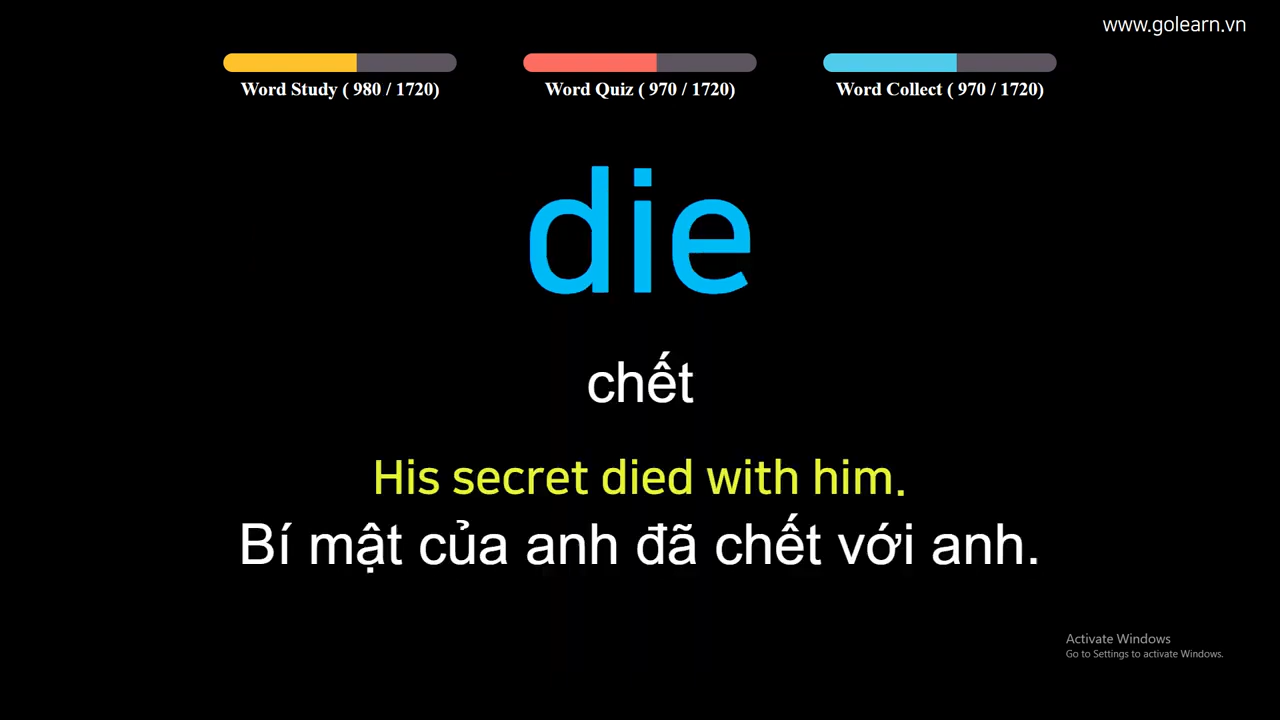 www.golearn.vn
Word Study ( 980 / 1720)
Word Quiz ( 970 / 1720)
Word Collect ( 970 / 1720)
die
chết
His secret died with him.
Bí mật của anh đã chết với anh.
Activate Windows
Go to Settings to activate Windows.